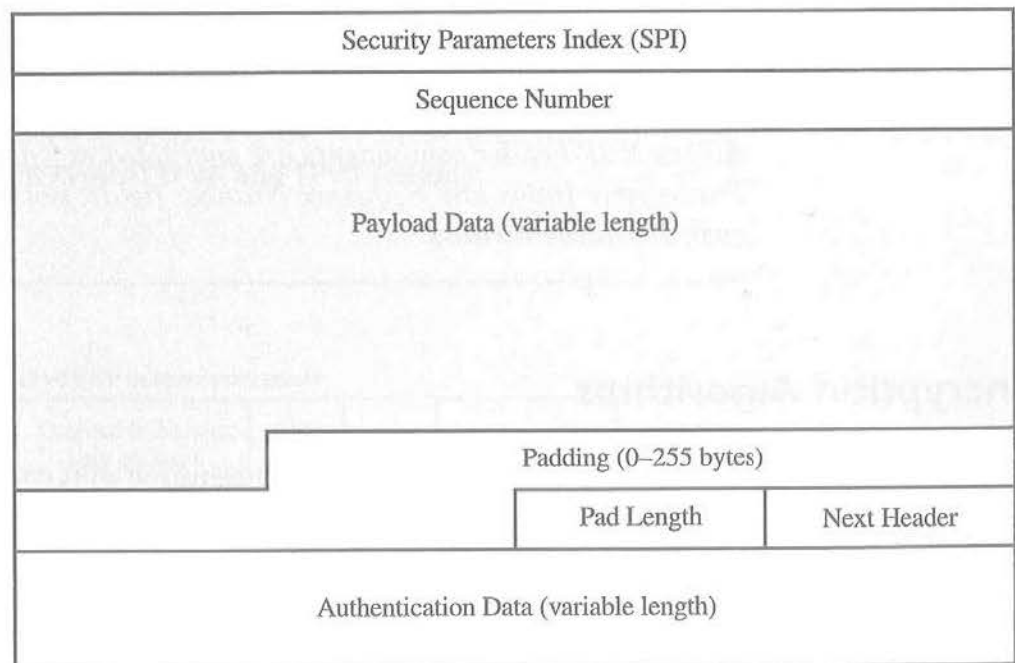 Security Parameters Index (SPI)
Sequence Number
Payload Data (variable length)
Padding (0–255 bytes)
Pad Length
Next Header
Authentication Data (variable length)